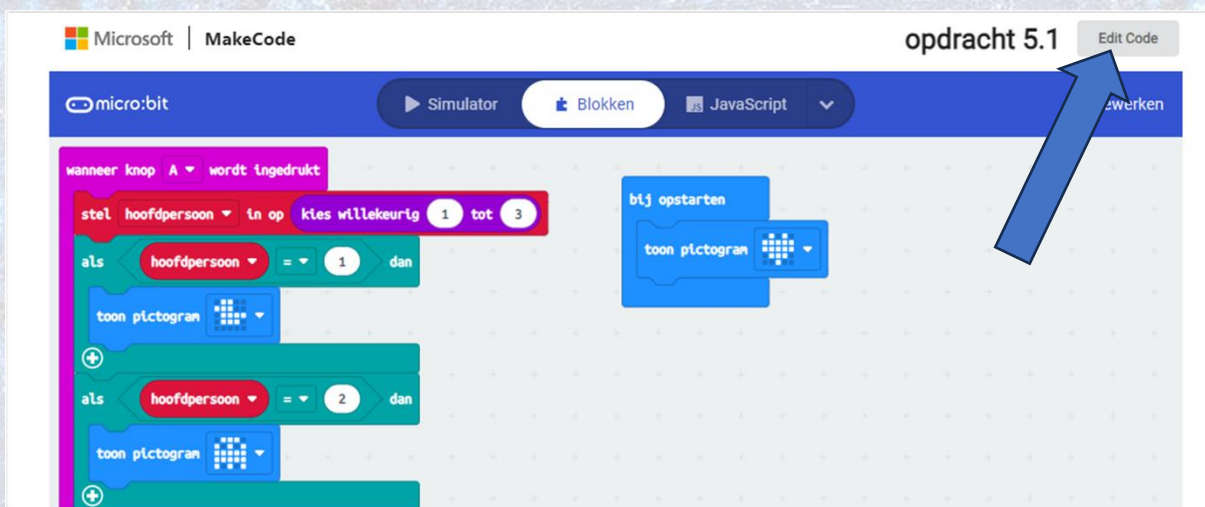 Microsoft | MakeCode
opdracht 5.1
Edit Code
micro:bit
Simulator
Blokken
JS JavaScript
ewerken
wanneer knop A wordt ingedrukt
stel hoofdpersoon in op kies willekeurig 1 tot 3
als hoofdpersoon = 1 dan
toon pictogram
als hoofdpersoon = 2 dan
toon pictogram
bij opstarten
toon pictogram